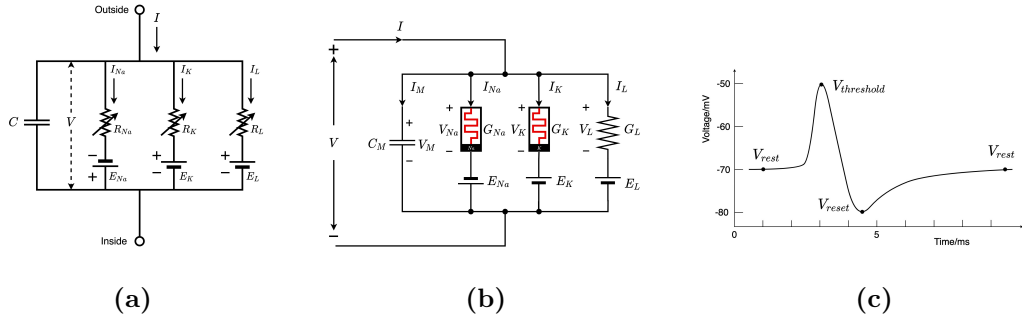 Outside
I
I_Na
I_K
I_L
C
V
R_Na
R_K
R_L
−
+
+
+
−
−
E_Na
E_K
E_L
Inside
(a)
I
+
I_M
I_Na
I_K
I_L
+
+
+
+
V
C_M
V_M
V_Na
G_Na
V_K
G_K
V_L
G_L
−
−
−
−
Na
K
E_Na
E_K
E_L
−
(b)
Voltage/mV
-50
-60
-70
-80
V_threshold
V_rest
V_rest
V_reset
0
5
Time/ms
(c)